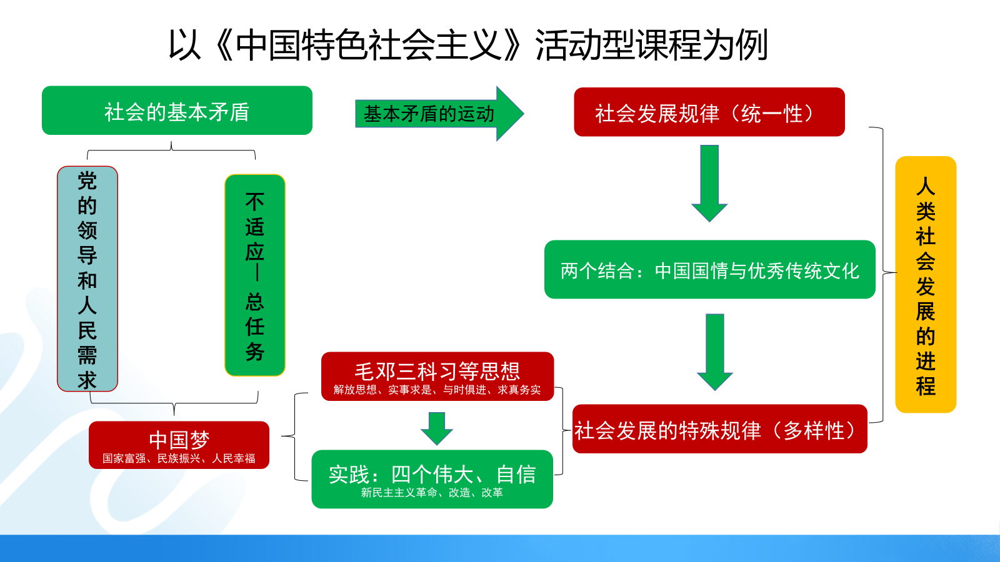 以《中国特色社会主义》活动型课程为例
社会的基本矛盾
基本矛盾的运动
社会发展规律（统一性）
党的领导和人民需求
不适应—总任务
两个结合：中国国情与优秀传统文化
人类社会发展的进程
毛邓三科习等思想
解放思想、实事求是、与时俱进、求真务实
社会发展的特殊规律（多样性）
中国梦
国家富强、民族振兴、人民幸福
实践：四个伟大、自信
新民主主义革命、改造、改革